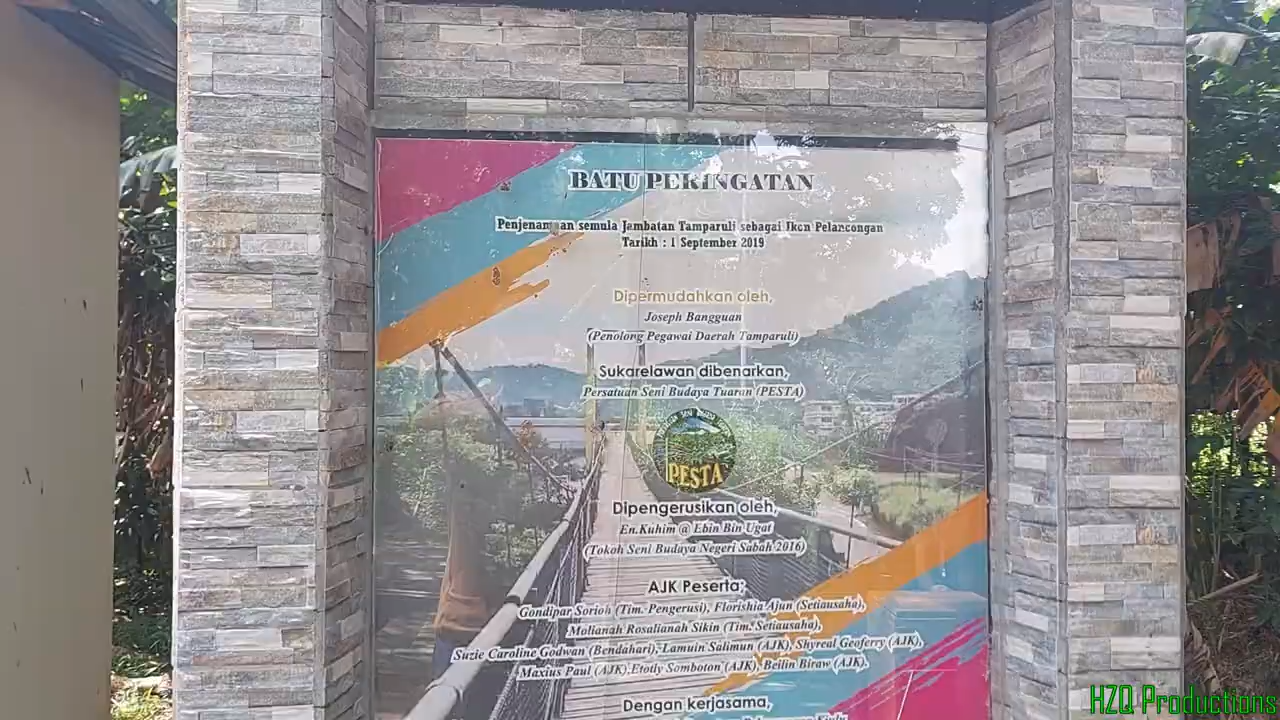 BATU PERINGATAN
Penjenamaan semula Jambatan Tamparuli sebagai Ikon Pelancongan
Tarikh : 1 September 2019
Dipermudahkan oleh,
Joseph Bangguan
(Penolong Pegawai Daerah Tamparuli)
Sukarelawan dibenarkan,
Persatuan Seni Budaya Tuaran (PESTA)
PESTA
Dipengerusikan oleh,
En.Kuhim @ Ebin Bin Ugat
(Tokoh Seni Budaya Negeri Sabah 2016)
AJK Peserta;
Gondipar Sorioh (Tim. Pengerusi), Florishia Ajun (Setiausaha),
Molianah Rosalianah Sikin (Tim. Setiausaha),
Suzie Caroline Godwan (Bendahari), Lamuin Salimun (AJK), Shyreal Geoferry (AJK),
Maxius Paul (AJK),Etotly Somboton (AJK), Beilin Biraw (AJK).
Dengan kerjasama,
HZQ Productions